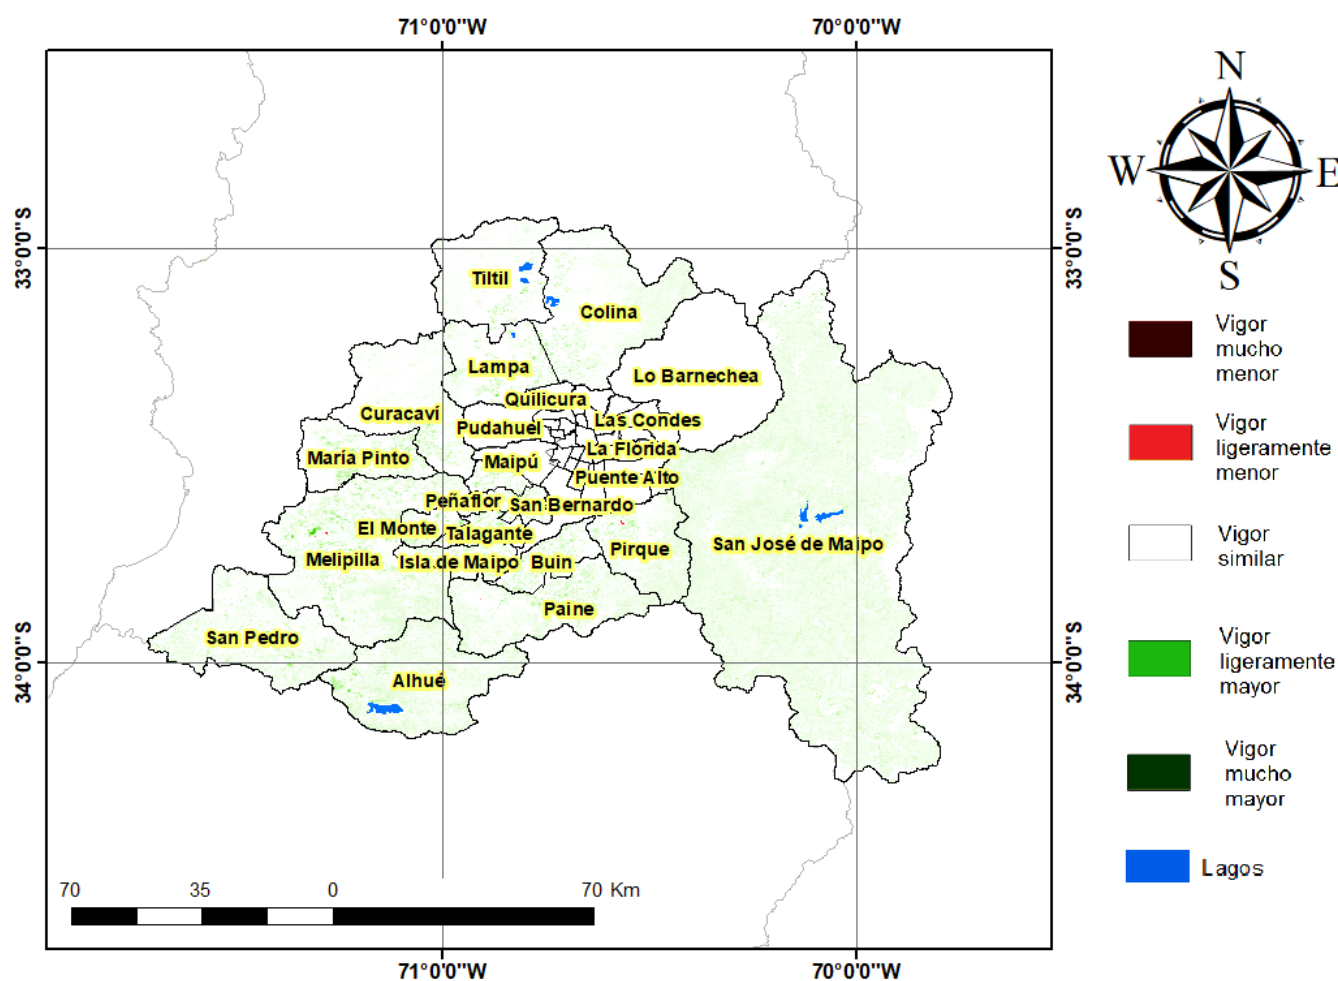 71°0'0"W
70°0'0"W
N
W
E
S
33°0'0"S
33°0'0"S
Tiltil
Colina
Lampa
Lo Barnechea
Quilicura
Curacaví
Las Condes
Pudahuel
La Florida
María Pinto
Maipú
Puente Alto
Peñaflor
San Bernardo
El Monte
Talagante
Pirque
San José de Maipo
Melipilla
Isla de Maipo
Buin
Paine
San Pedro
Alhué
34°0'0"S
34°0'0"S
Vigor
mucho
menor
Vigor
ligeramente
menor
Vigor
similar
Vigor
ligeramente
mayor
Vigor
mucho
mayor
Lagos
70 35 0 70 Km
71°0'0"W
70°0'0"W